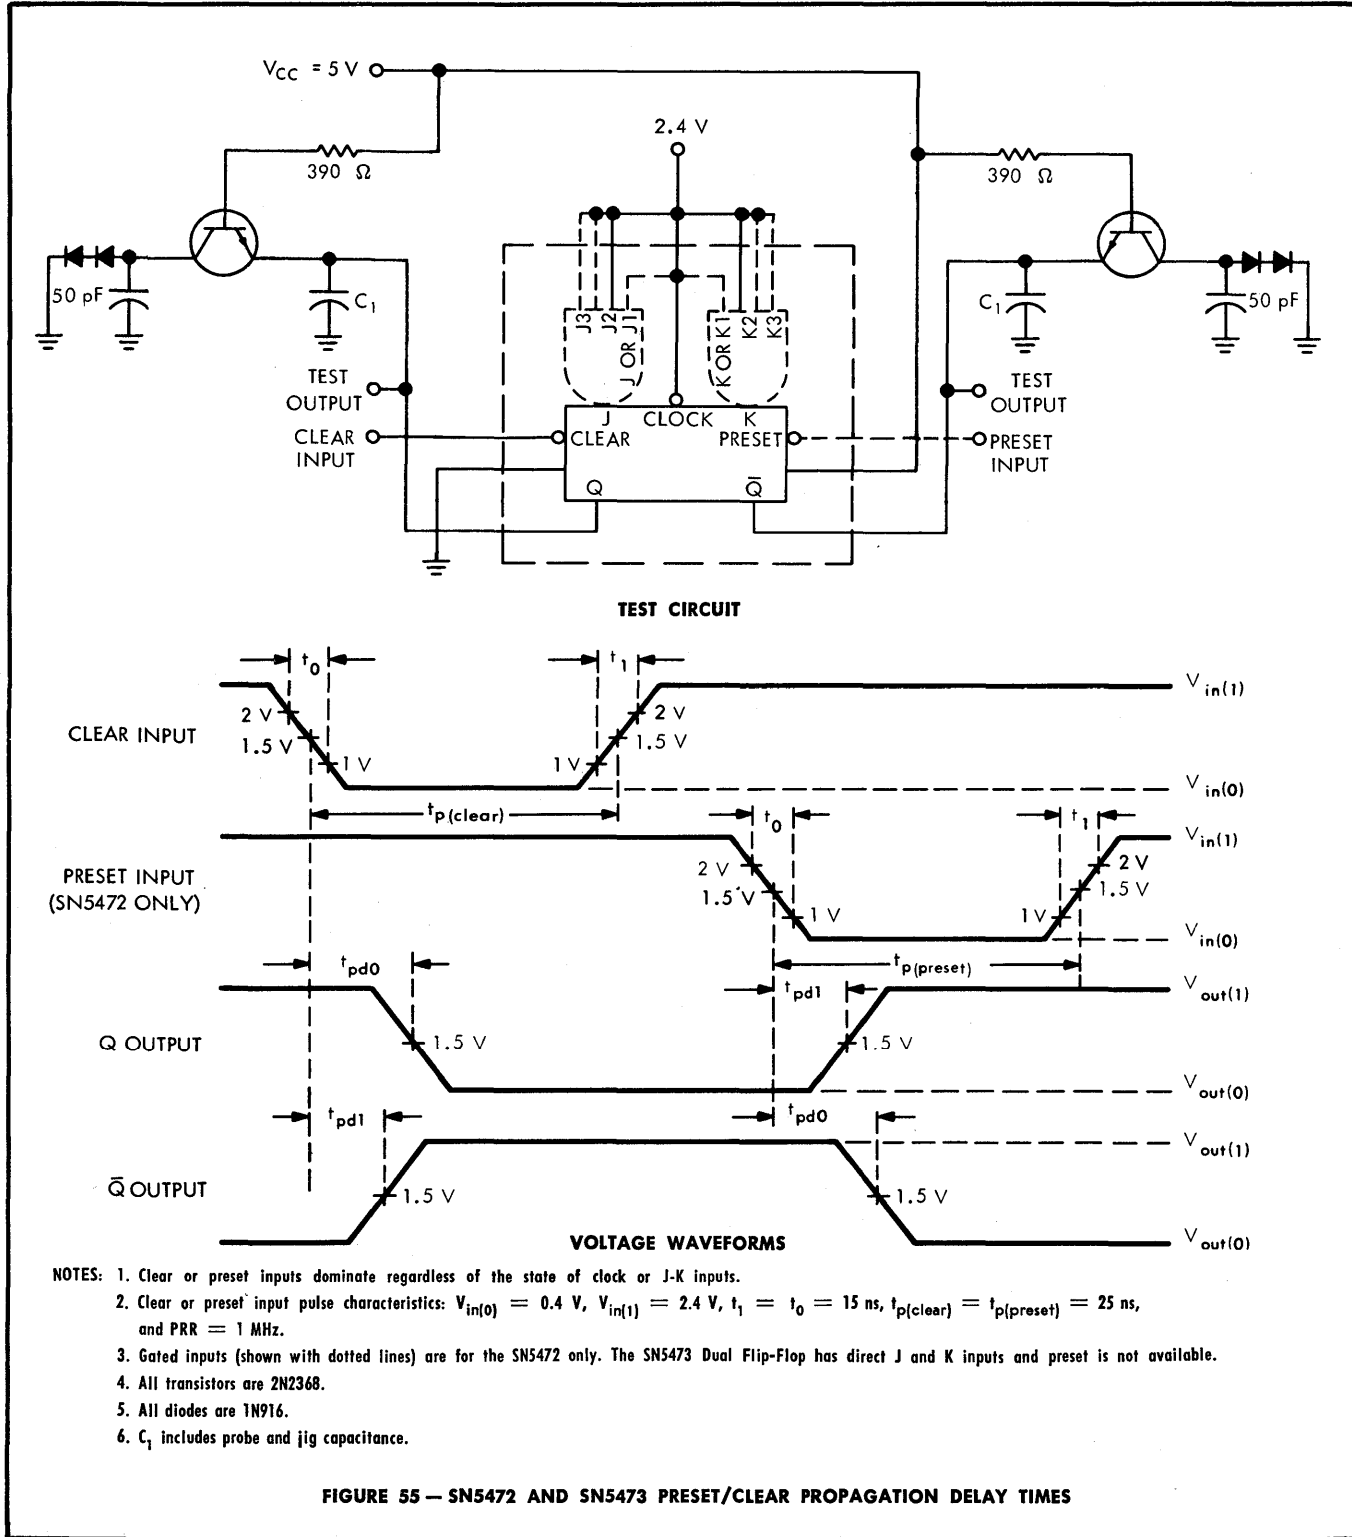 VCC = 5 V
2.4 V
390 Ω
390 Ω
50 pF
C1
C1
50 pF
J3
J2
J OR J1
K OR K1
K2
K3
TEST
OUTPUT
TEST
OUTPUT
J
CLOCK
K
CLEAR
INPUT
CLEAR
PRESET
PRESET
INPUT
Q
Q̄
TEST CIRCUIT
t0
t1
Vin(1)
CLEAR INPUT
2 V
1.5 V
1 V
2 V
1.5 V
1 V
Vin(0)
tp(clear)
t0
t1
Vin(1)
PRESET INPUT
(SN5472 ONLY)
2 V
1.5 V
1 V
2 V
1.5 V
1 V
Vin(0)
tpd0
tp(preset)
tpd1
Vout(1)
Q OUTPUT
1.5 V
1.5 V
Vout(0)
tpd1
tpd0
Vout(1)
Q̄ OUTPUT
1.5 V
1.5 V
Vout(0)
VOLTAGE WAVEFORMS
NOTES: 1. Clear or preset inputs dominate regardless of the state of clock or J-K inputs.
2. Clear or preset input pulse characteristics: Vin(0) = 0.4 V, Vin(1) = 2.4 V, t1 = t0 = 15 ns, tp(clear) = tp(preset) = 25 ns,
and PRR = 1 MHz.
3. Gated inputs (shown with dotted lines) are for the SN5472 only. The SN5473 Dual Flip-Flop has direct J and K inputs and preset is not available.
4. All transistors are 2N2368.
5. All diodes are 1N916.
6. C1 includes probe and jig capacitance.
FIGURE 55 — SN5472 AND SN5473 PRESET/CLEAR PROPAGATION DELAY TIMES